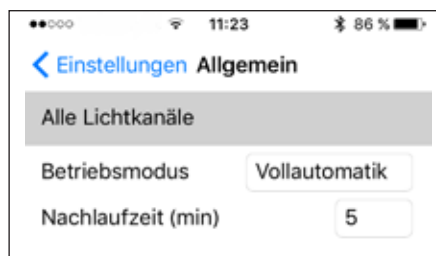 11:23 86 %
Einstellungen Allgemein
Alle Lichtkanäle
Betriebsmodus Vollautomatik
Nachlaufzeit (min) 5